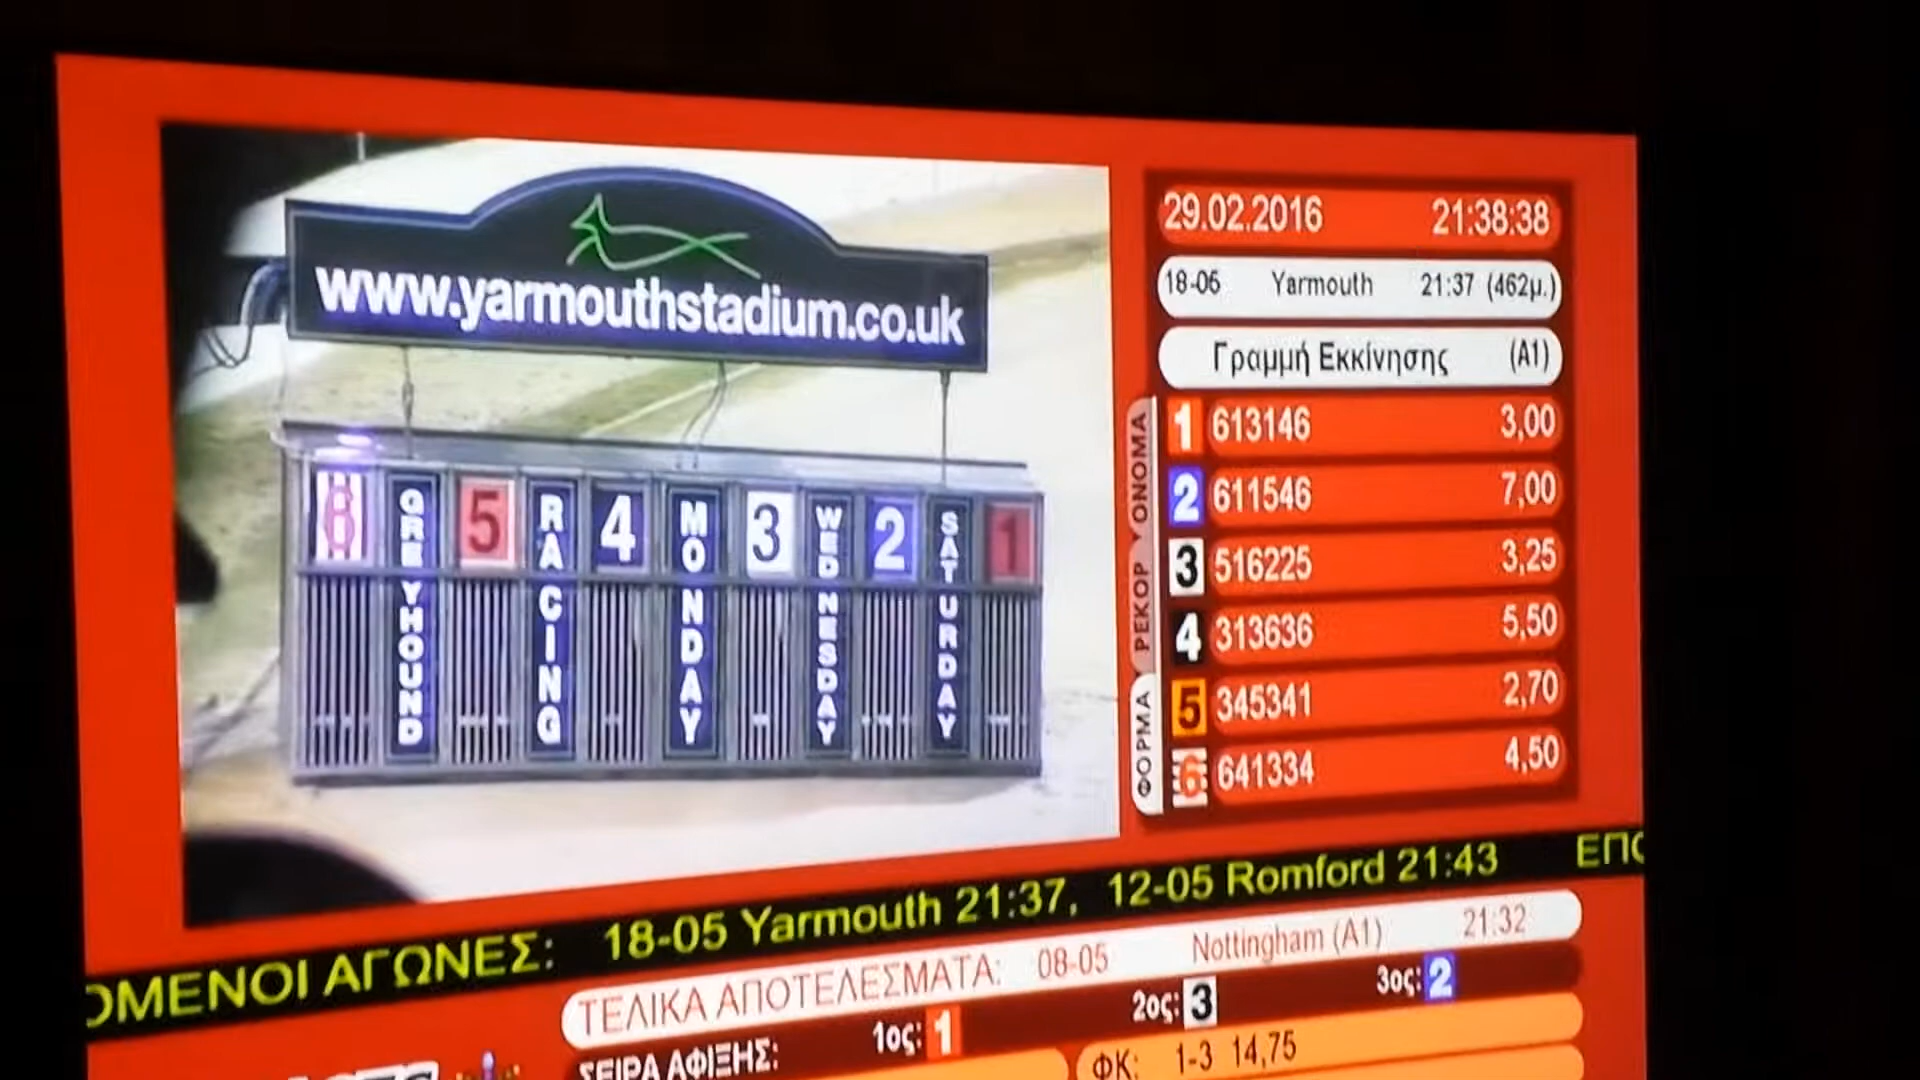 www.yarmouthstadium.co.uk
6 GREYHOUND 5 RACING 4 MONDAY 3 WEDNESDAY 2 SATURDAY 1
29.02.2016 21:38:38
18-05 Yarmouth 21:37 (462μ.)
Γραμμή Εκκίνησης (A1)
ΦΟΡΜΑ ΡΕΚΟΡ ΟΝΟΜΑ
1 613146 3,00
2 611546 7,00
3 516225 3,25
4 313636 5,50
5 345341 2,70
6 641334 4,50
ΟΜΕΝΟΙ ΑΓΩΝΕΣ: 18-05 Yarmouth 21:37, 12-05 Romford 21:43 ΕΠΟ
ΤΕΛΙΚΑ ΑΠΟΤΕΛΕΣΜΑΤΑ: 08-05 Nottingham (A1) 21:32
ΣΕΙΡΑ ΑΦΙΞΗΣ: 1ος: 1 2ος: 3 3ος: 2
ΦΚ: 1-3 14,75